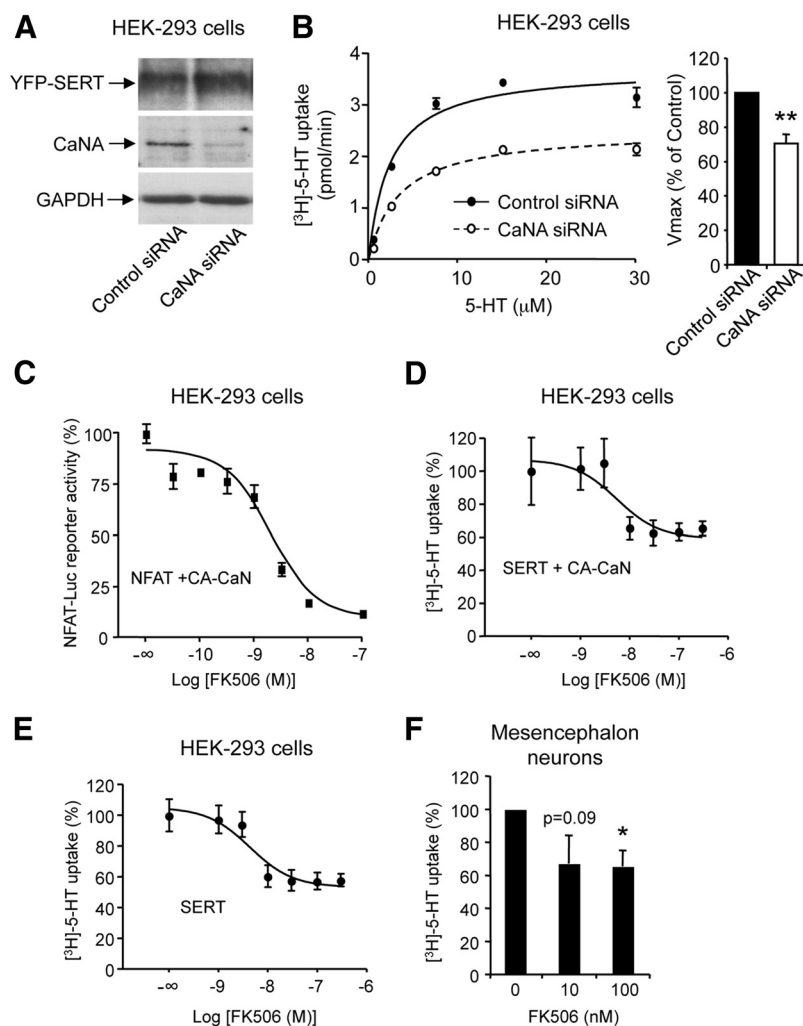 A
HEK-293 cells
YFP-SERT
CaNA
GAPDH
Control siRNA
CaNA siRNA
B
HEK-293 cells
[³H]-5-HT uptake
(pmol/min)
4
3
2
1
0
0
10
20
30
5-HT (µM)
Control siRNA
CaNA siRNA
Vmax (% of Control)
120
100
80
60
40
20
0
**
Control siRNA
CaNA siRNA
C
HEK-293 cells
NFAT-Luc reporter activity (%)
100
75
50
25
0
NFAT +CA-CaN
-∞
-10
-9
-8
-7
Log [FK506 (M)]
D
HEK-293 cells
[³H]-5-HT uptake (%)
120
100
80
60
40
20
0
SERT + CA-CaN
-∞
-9
-8
-7
-6
Log [FK506 (M)]
E
HEK-293 cells
[³H]-5-HT uptake (%)
120
100
80
60
40
20
0
SERT
-∞
-9
-8
-7
-6
Log [FK506 (M)]
F
Mesencephalon
neurons
[³H]-5-HT uptake (%)
120
100
80
60
40
20
0
p=0.09
*
0
10
100
FK506 (nM)